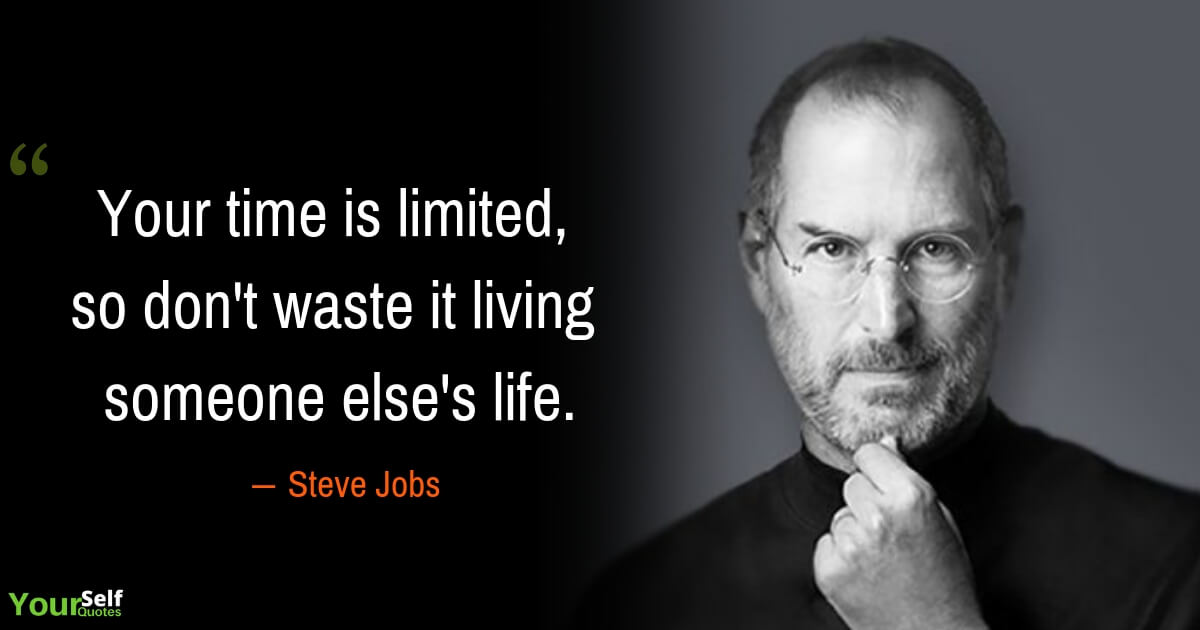 “
Your time is limited,
so don't waste it living
someone else's life.
— Steve Jobs
YourSelf
Quotes